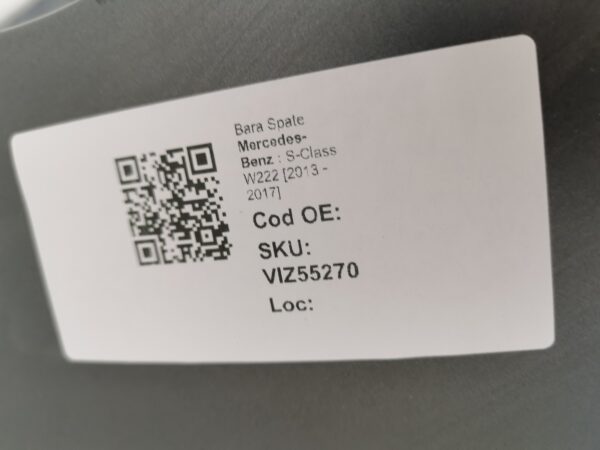 Bara Spate
Mercedes-
Benz : S-Class
W222 [2013 -
2017]
Cod OE:
SKU:
VIZ55270
Loc: